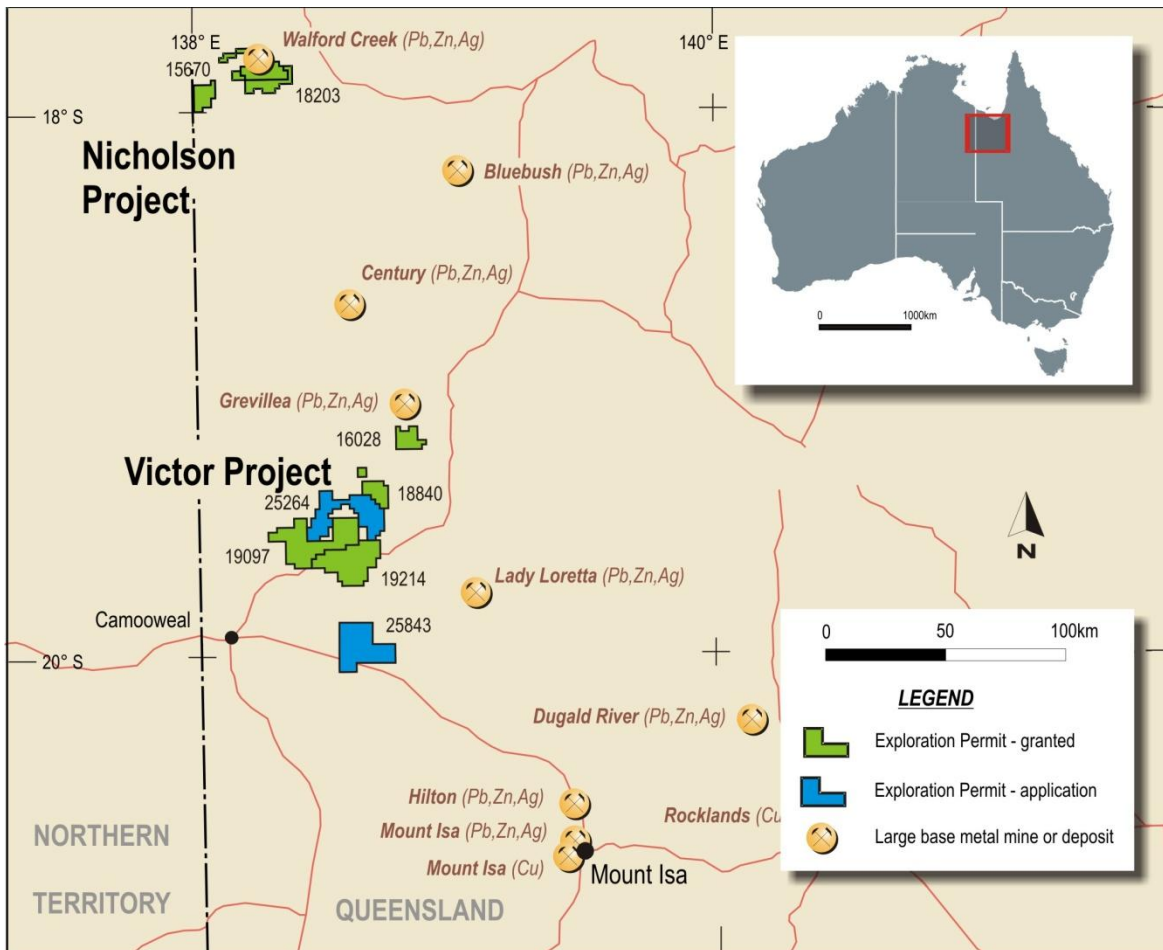 138° E
140° E
Walford Creek (Pb,Zn,Ag)
15670
18203
18° S
Nicholson
Project
Bluebush (Pb,Zn,Ag)
Century (Pb,Zn,Ag)
0
1000km
Grevillea (Pb,Zn,Ag)
16028
Victor Project
25264
18840
19097
19214
N
Lady Loretta (Pb,Zn,Ag)
Camooweal
25843
20° S
0
50
100km
LEGEND
Exploration Permit - granted
Exploration Permit - application
Large base metal mine or deposit
Dugald River (Pb,Zn,Ag)
Hilton (Pb,Zn,Ag)
Rocklands (Cu
Mount Isa (Pb,Zn,Ag)
Mount Isa (Cu)
Mount Isa
NORTHERN
TERRITORY
QUEENSLAND